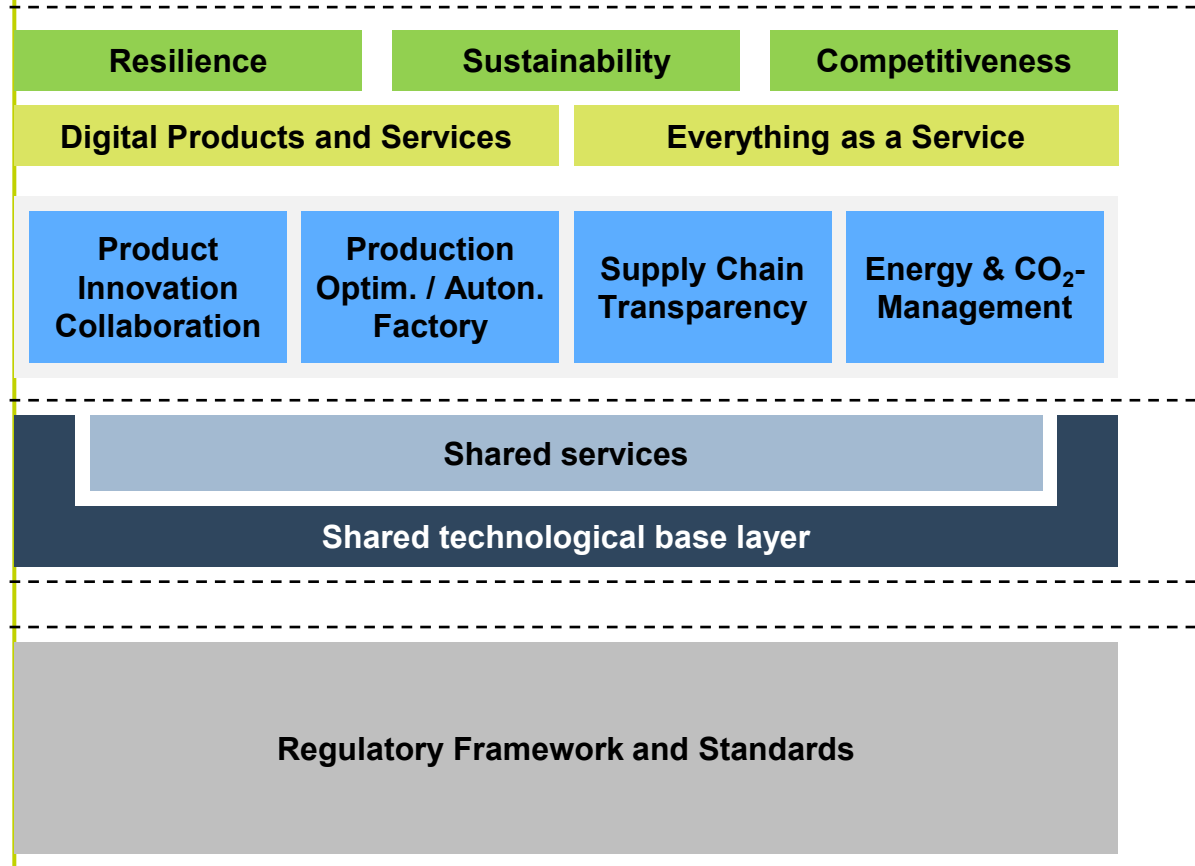 Resilience
Sustainability
Competitiveness
Digital Products and Services
Everything as a Service
Product
Innovation
Collaboration
Production
Optim. / Auton.
Factory
Supply Chain
Transparency
Energy & CO₂-
Management
Shared services
Shared technological base layer
Regulatory Framework and Standards